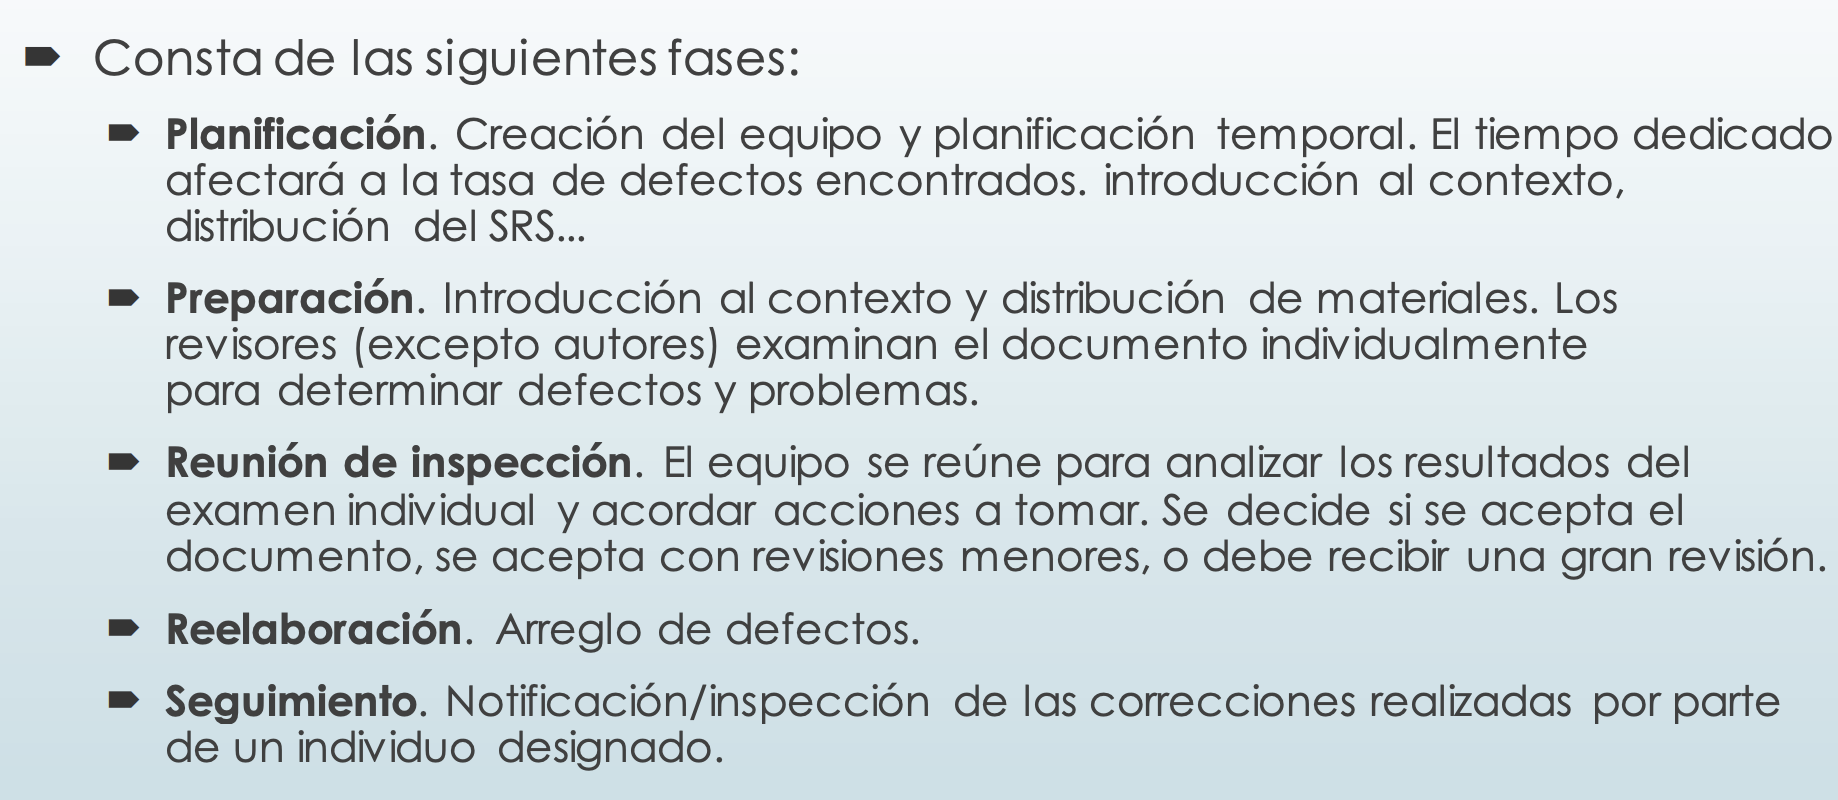 Consta de las siguientes fases:
Planificación. Creación del equipo y planificación temporal. El tiempo dedicado
afectará a la tasa de defectos encontrados. introducción al contexto,
distribución del SRS...
Preparación. Introducción al contexto y distribución de materiales. Los
revisores (excepto autores) examinan el documento individualmente
para determinar defectos y problemas.
Reunión de inspección. El equipo se reúne para analizar los resultados del
examen individual y acordar acciones a tomar. Se decide si se acepta el
documento, se acepta con revisiones menores, o debe recibir una gran revisión.
Reelaboración. Arreglo de defectos.
Seguimiento. Notificación/inspección de las correcciones realizadas por parte
de un individuo designado.